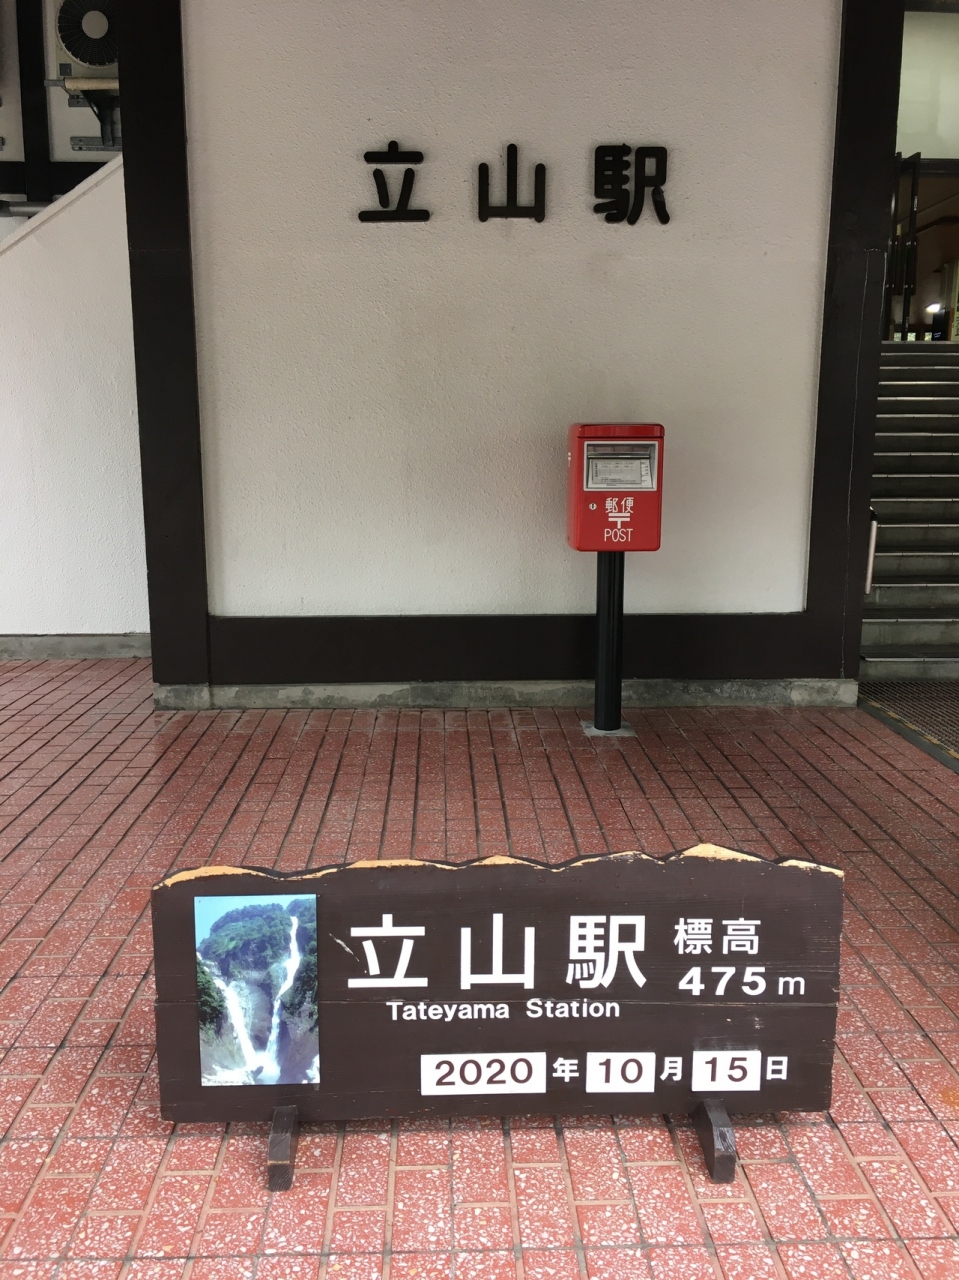 立山駅
郵便
〒
POST
立山駅 標高
475m
Tateyama Station
2020年10月15日